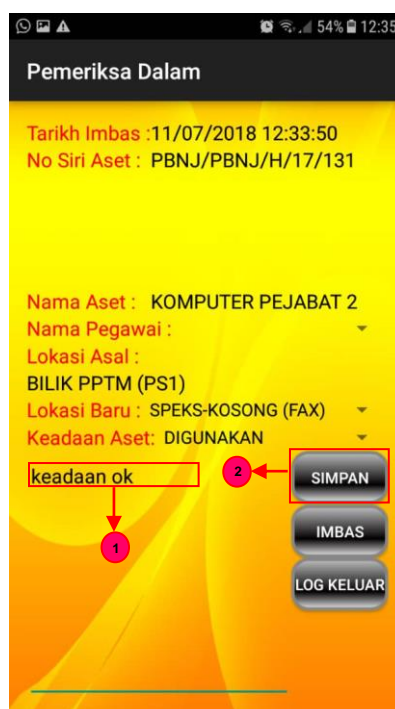 54% 12:35
Pemeriksa Dalam
Tarikh Imbas :11/07/2018 12:33:50
No Siri Aset : PBNJ/PBNJ/H/17/131
Nama Aset : KOMPUTER PEJABAT 2
Nama Pegawai :
Lokasi Asal :
BILIK PPTM (PS1)
Lokasi Baru : SPEKS-KOSONG (FAX)
Keadaan Aset: DIGUNAKAN
keadaan ok
2
SIMPAN
1
IMBAS
LOG KELUAR